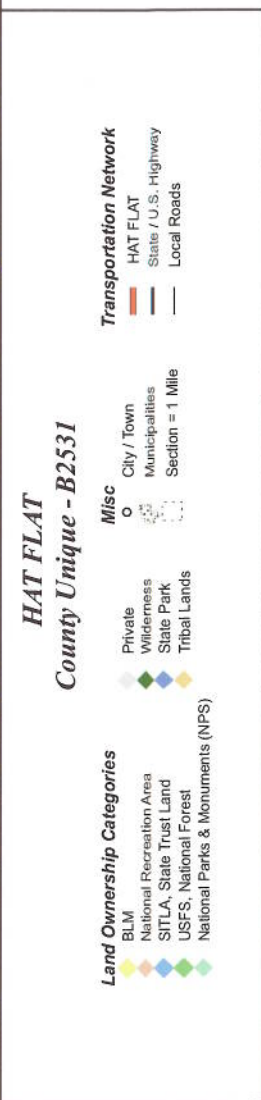 HAT FLAT
County Unique - B2531
Land Ownership Categories
BLM
National Recreation Area
SITLA, State Trust Land
USFS, National Forest
National Parks & Monuments (NPS)
Private
Wilderness
State Park
Tribal Lands
Misc
City / Town
Municipalities
Section = 1 Mile
Transportation Network
HAT FLAT
State / U.S. Highway
Local Roads